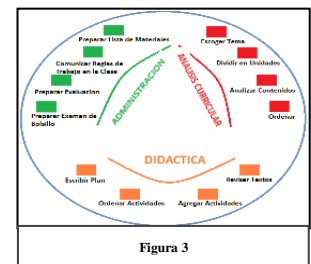 Preparar Lista de Materiales
Escoger Tema
Comunicar Reglas de
Trabajo en la Clase
Dividir en Unidades
Preparar Evaluacion
Analizar Contenidos
Preparar Examen de
Bolsillo
Ordenar
ADMINISTRACION
ANALISIS CURRICULAR
DIDACTICA
Escribir Plan
Revisar Textos
Ordenar Actividades
Agregar Actividades
Figura 3